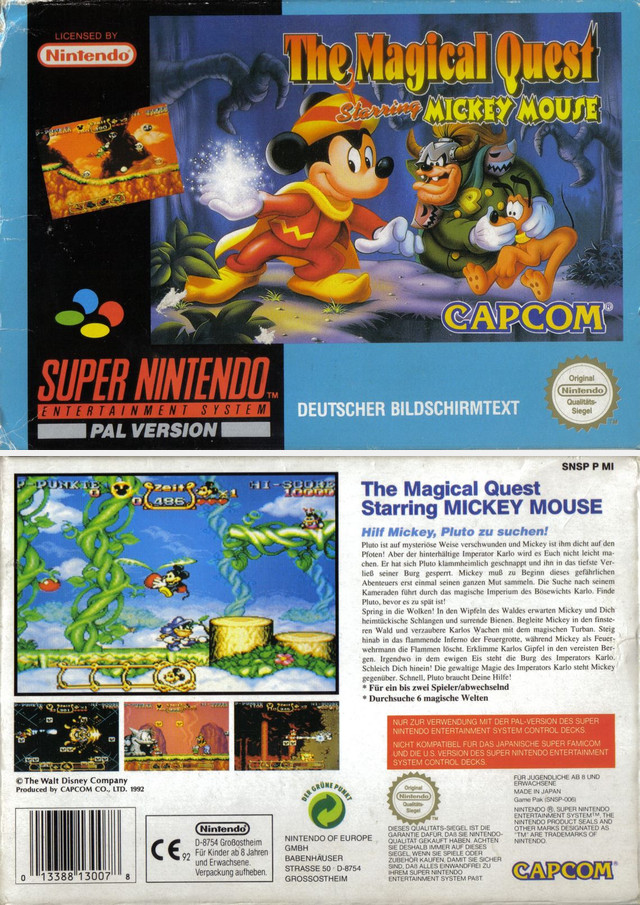 LICENSED BY
Nintendo
The Magical Quest
Starring MICKEY MOUSE
CAPCOM®
SUPER NINTENDO™
ENTERTAINMENT SYSTEM
PAL VERSION
DEUTSCHER BILDSCHIRMTEXT
Original
Nintendo
Qualitäts-
Siegel
TM
SNSP P MI
P-PUNKTE Zeit HI-SCORE
0 486 1 10000
The Magical Quest
Starring MICKEY MOUSE
Hilf Mickey, Pluto zu suchen!
Pluto ist auf mysteriöse Weise verschwunden und Mickey ist ihm dicht auf den
Pfoten! Aber der hinterhältige Imperator Karlo wird es Euch nicht leicht ma-
chen. Er hat sich Pluto klammheimlich geschnappt und ihn in das tiefste Ver-
ließ seiner Burg gesperrt. Mickey muß zu Beginn dieses gefährlichen
Abenteuers erst einmal seinen ganzen Mut sammeln. Die Suche nach seinem
Kameraden führt durch das magische Imperium des Bösewichts Karlo. Finde
Pluto, bevor es zu spät ist!
Spring in die Wolken! In den Wipfeln des Waldes erwarten Mickey und Dich
heimtückische Schlangen und surrende Bienen. Begleite Mickey in den finste-
ren Wald und verzaubere Karlos Wachen mit dem magischen Turban. Steig
hinab in das flammende Inferno der Feuergrotte, während Mickey als Feuer-
wehrmann die Flammen löscht. Erklimme Karlos Gipfel in den vereisten Ber-
gen. Irgendwo in dem ewigen Eis steht die Burg des Imperators Karlo.
Schleich Dich hinein! Die gewaltige Magie des Imperators Karlo steht Mickey
gegenüber. Schnell, Pluto braucht Deine Hilfe!
* Für ein bis zwei Spieler/abwechselnd
* Durchsuche 6 magische Welten
NUR ZUR VERWENDUNG MIT DER PAL-VERSION DES SUPER
NINTENDO ENTERTAINMENT SYSTEM CONTROL DECKS.
NICHT KOMPATIBEL FÜR DAS JAPANISCHE SUPER FAMICOM
UND DIE U.S. VERSION DES SUPER NINTENDO ENTERTAINMENT
SYSTEM CONTROL DECKS.
© The Walt Disney Company
Produced by CAPCOM CO., LTD. 1992
0 13388 13007 8
CE 92
Nintendo®
D-8754 Großostheim
Für Kinder ab 8 Jahren
und Erwachsene.
Verpackung aufheben.
DER GRÜNE PUNKT
NINTENDO OF EUROPE
GMBH
BABENHÄUSER
STRASSE 50 · D-8754
GROSSOSTHEIM
Original
Nintendo
Qualitäts-
Siegel
DIESES QUALITÄTS-SIEGEL IST DIE
GARANTIE DAFÜR, DAß SIE NINTENDO-
QUALITÄT GEKAUFT HABEN. ACHTEN
SIE DESHALB IMMER AUF DIESES
SIEGEL, WENN SIE SPIELE ODER
ZUBEHÖR KAUFEN, DAMIT SIE SICHER
SIND, DAß ALLES EINWANDFREI ZU
IHREM SUPER NINTENDO
ENTERTAINMENT SYSTEM PAST.
FÜR JUGENDLICHE AB 8 UND
ERWACHSENE
MADE IN JAPAN
Game Pak (SNSP-006)
NINTENDO ®, SUPER NINTENDO
ENTERTAINMENT SYSTEM™, THE
NINTENDO PRODUCT SEALS AND
OTHER MARKS DESIGNATED AS
"TM" ARE TRADEMARKS OF
NINTENDO.
CAPCOM®